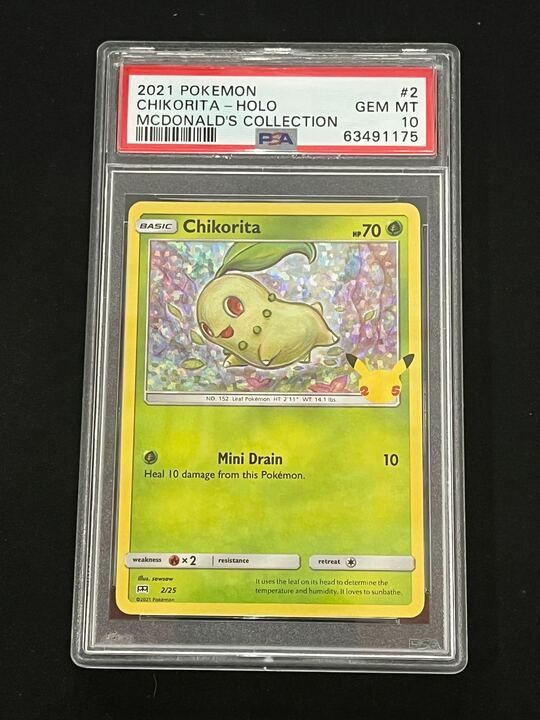 2021 POKEMON #2
CHIKORITA – HOLO GEM MT
MCDONALD'S COLLECTION 10
PSA 63491175
BASIC Chikorita HP 70
25
NO. 152 Leaf Pokémon HT: 2'11" WT: 14.1 lbs.
Mini Drain 10
Heal 10 damage from this Pokémon.
weakness ×2 resistance retreat
Illus. sowsow
2/25
©2021 Pokémon
It uses the leaf on its head to determine the
temperature and humidity. It loves to sunbathe.